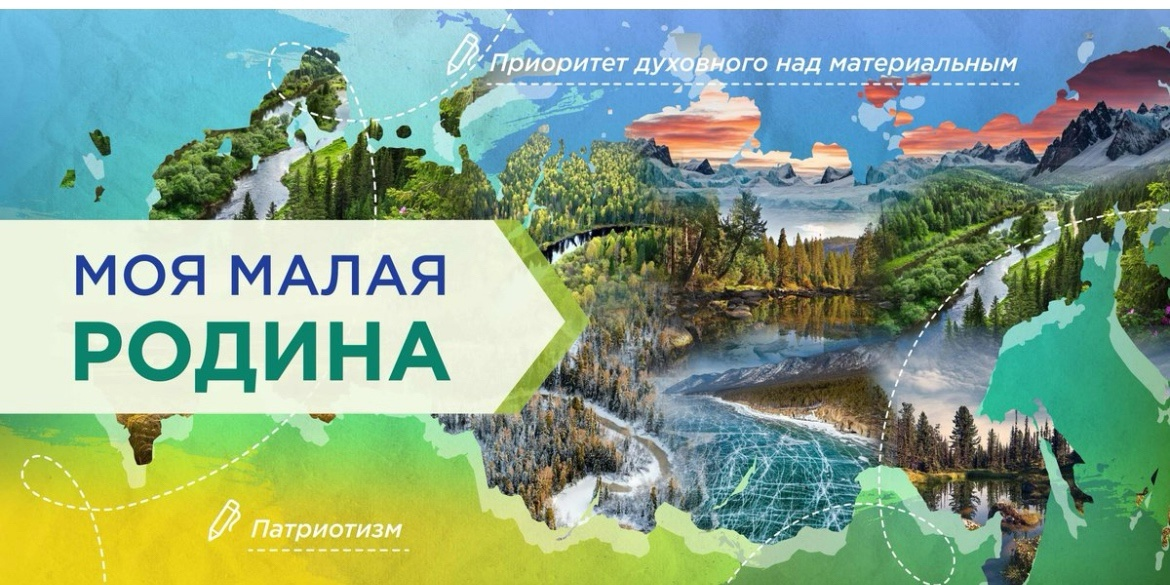 Приоритет духовного над материальным
МОЯ МАЛАЯ
РОДИНА
Патриотизм